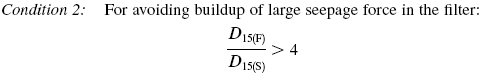 Condition 2: For avoiding buildup of large seepage force in the filter:
D15(F)
D15(S)
> 4